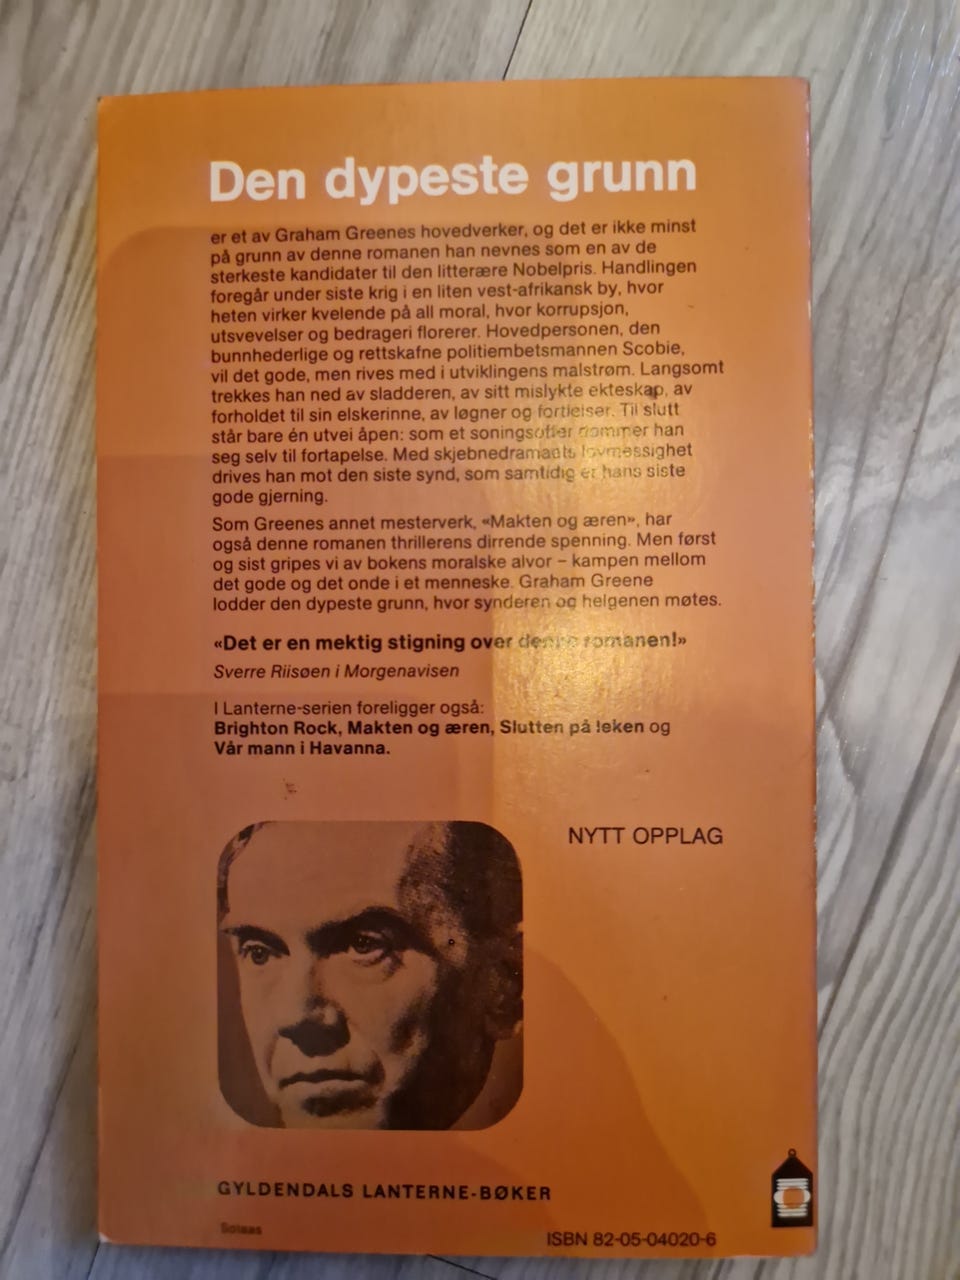 Den dypeste grunn
er et av Graham Greenes hovedverker, og det er ikke minst
på grunn av denne romanen han nevnes som en av de
sterkeste kandidater til den litterære Nobelpris. Handlingen
foregår under siste krig i en liten vest-afrikansk by, hvor
heten virker kvelende på all moral, hvor korrupsjon,
utsvevelser og bedrageri florerer. Hovedpersonen, den
bunnhederlige og rettskafne politiembetsmannen Scobie,
vil det gode, men rives med i utviklingens malstrøm. Langsomt
trekkes han ned av sladderen, av sitt mislykte ekteskap, av
forholdet til sin elskerinne, av løgner og fortielser. Til slutt
står bare én utvei åpen: som et soningsoffer dømmer han
seg selv til fortapelse. Med skjebnedramaets lovmessighet
drives han mot den siste synd, som samtidig er hans siste
gode gjerning.
Som Greenes annet mesterverk, «Makten og æren», har
også denne romanen thrillerens dirrende spenning. Men først
og sist gripes vi av bokens moralske alvor – kampen mellom
det gode og det onde i et menneske. Graham Greene
lodder den dypeste grunn, hvor synderen og helgenen møtes.
«Det er en mektig stigning over denne romanen!»
Sverre Riisøen i Morgenavisen
I Lanterne-serien foreligger også:
Brighton Rock, Makten og æren, Slutten på leken og
Vår mann i Havanna.
NYTT OPPLAG
GYLDENDALS LANTERNE-BØKER
Solaas
ISBN 82-05-04020-6